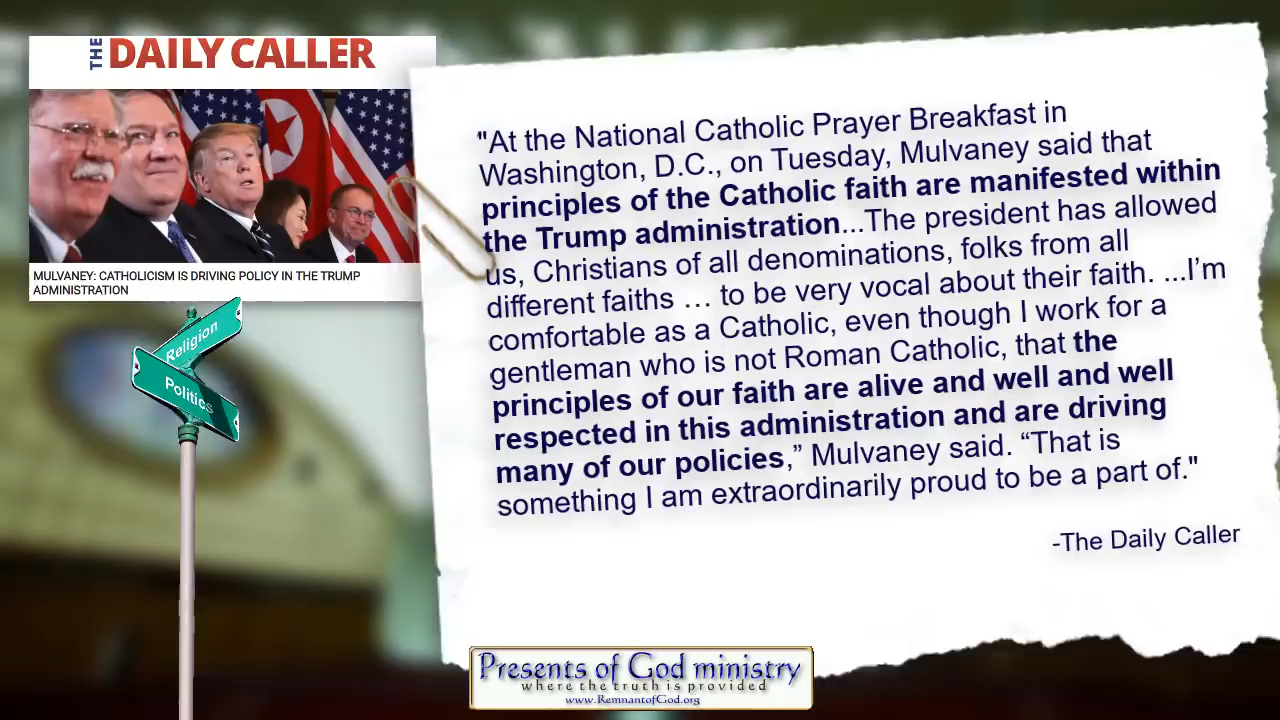 THE DAILY CALLER
MULVANEY: CATHOLICISM IS DRIVING POLICY IN THE TRUMP
ADMINISTRATION
Religion
Politics
"At the National Catholic Prayer Breakfast in
Washington, D.C., on Tuesday, Mulvaney said that
principles of the Catholic faith are manifested within
the Trump administration...The president has allowed
us, Christians of all denominations, folks from all
different faiths … to be very vocal about their faith. ...I’m
comfortable as a Catholic, even though I work for a
gentleman who is not Roman Catholic, that the
principles of our faith are alive and well and well
respected in this administration and are driving
many of our policies,” Mulvaney said. “That is
something I am extraordinarily proud to be a part of."
-The Daily Caller
Presents of God ministry
where the truth is provided
www.RemnantofGod.org